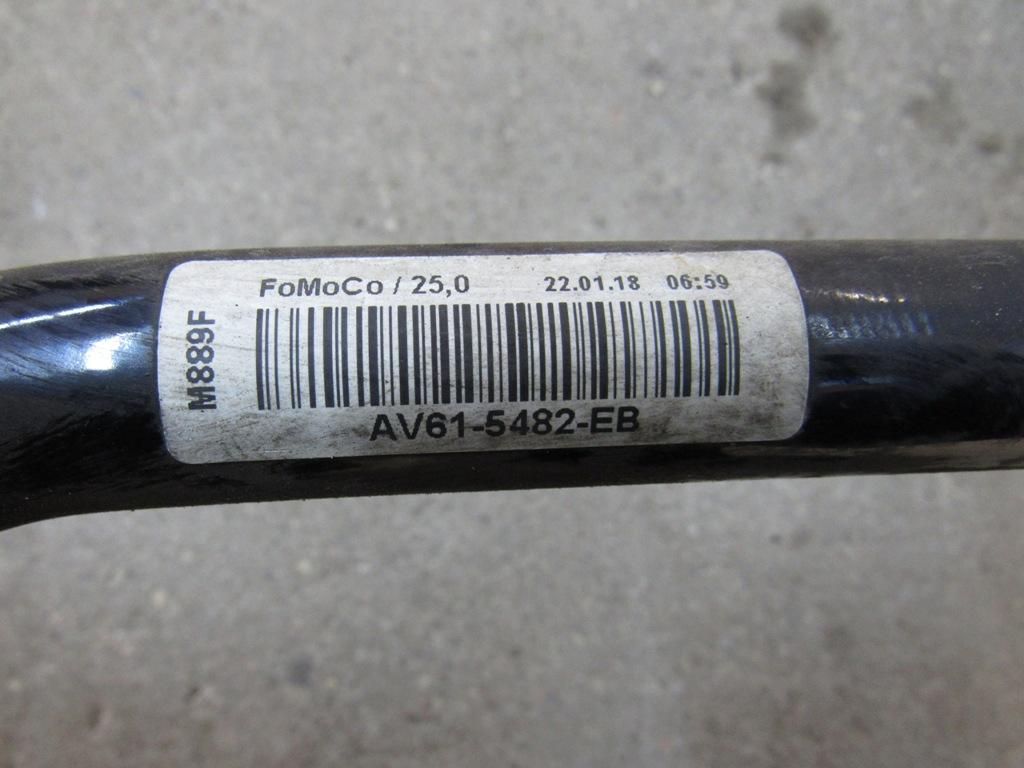 FoMoCo / 25,0 22.01.18 06:59
M889F
AV61-5482-EB